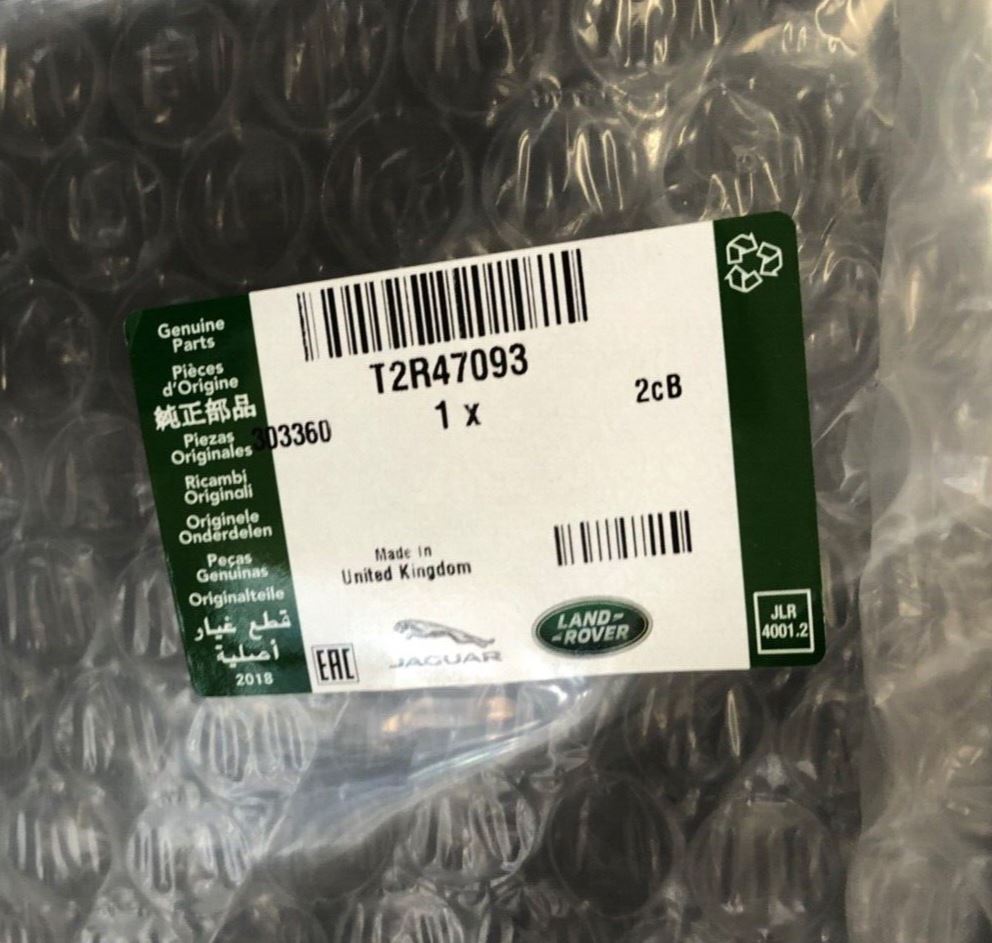 Genuine
Parts
Pièces
d'Origine
純正部品
Piezas
Originales
Ricambi
Originali
Originele
Onderdelen
Peças
Genuinas
Originalteile
قطع غيار
أصلية
2018
T2R47093
1 x
2cB
303360
Made in
United Kingdom
EAC
JAGUAR
LAND-
-ROVER
JLR
4001.2